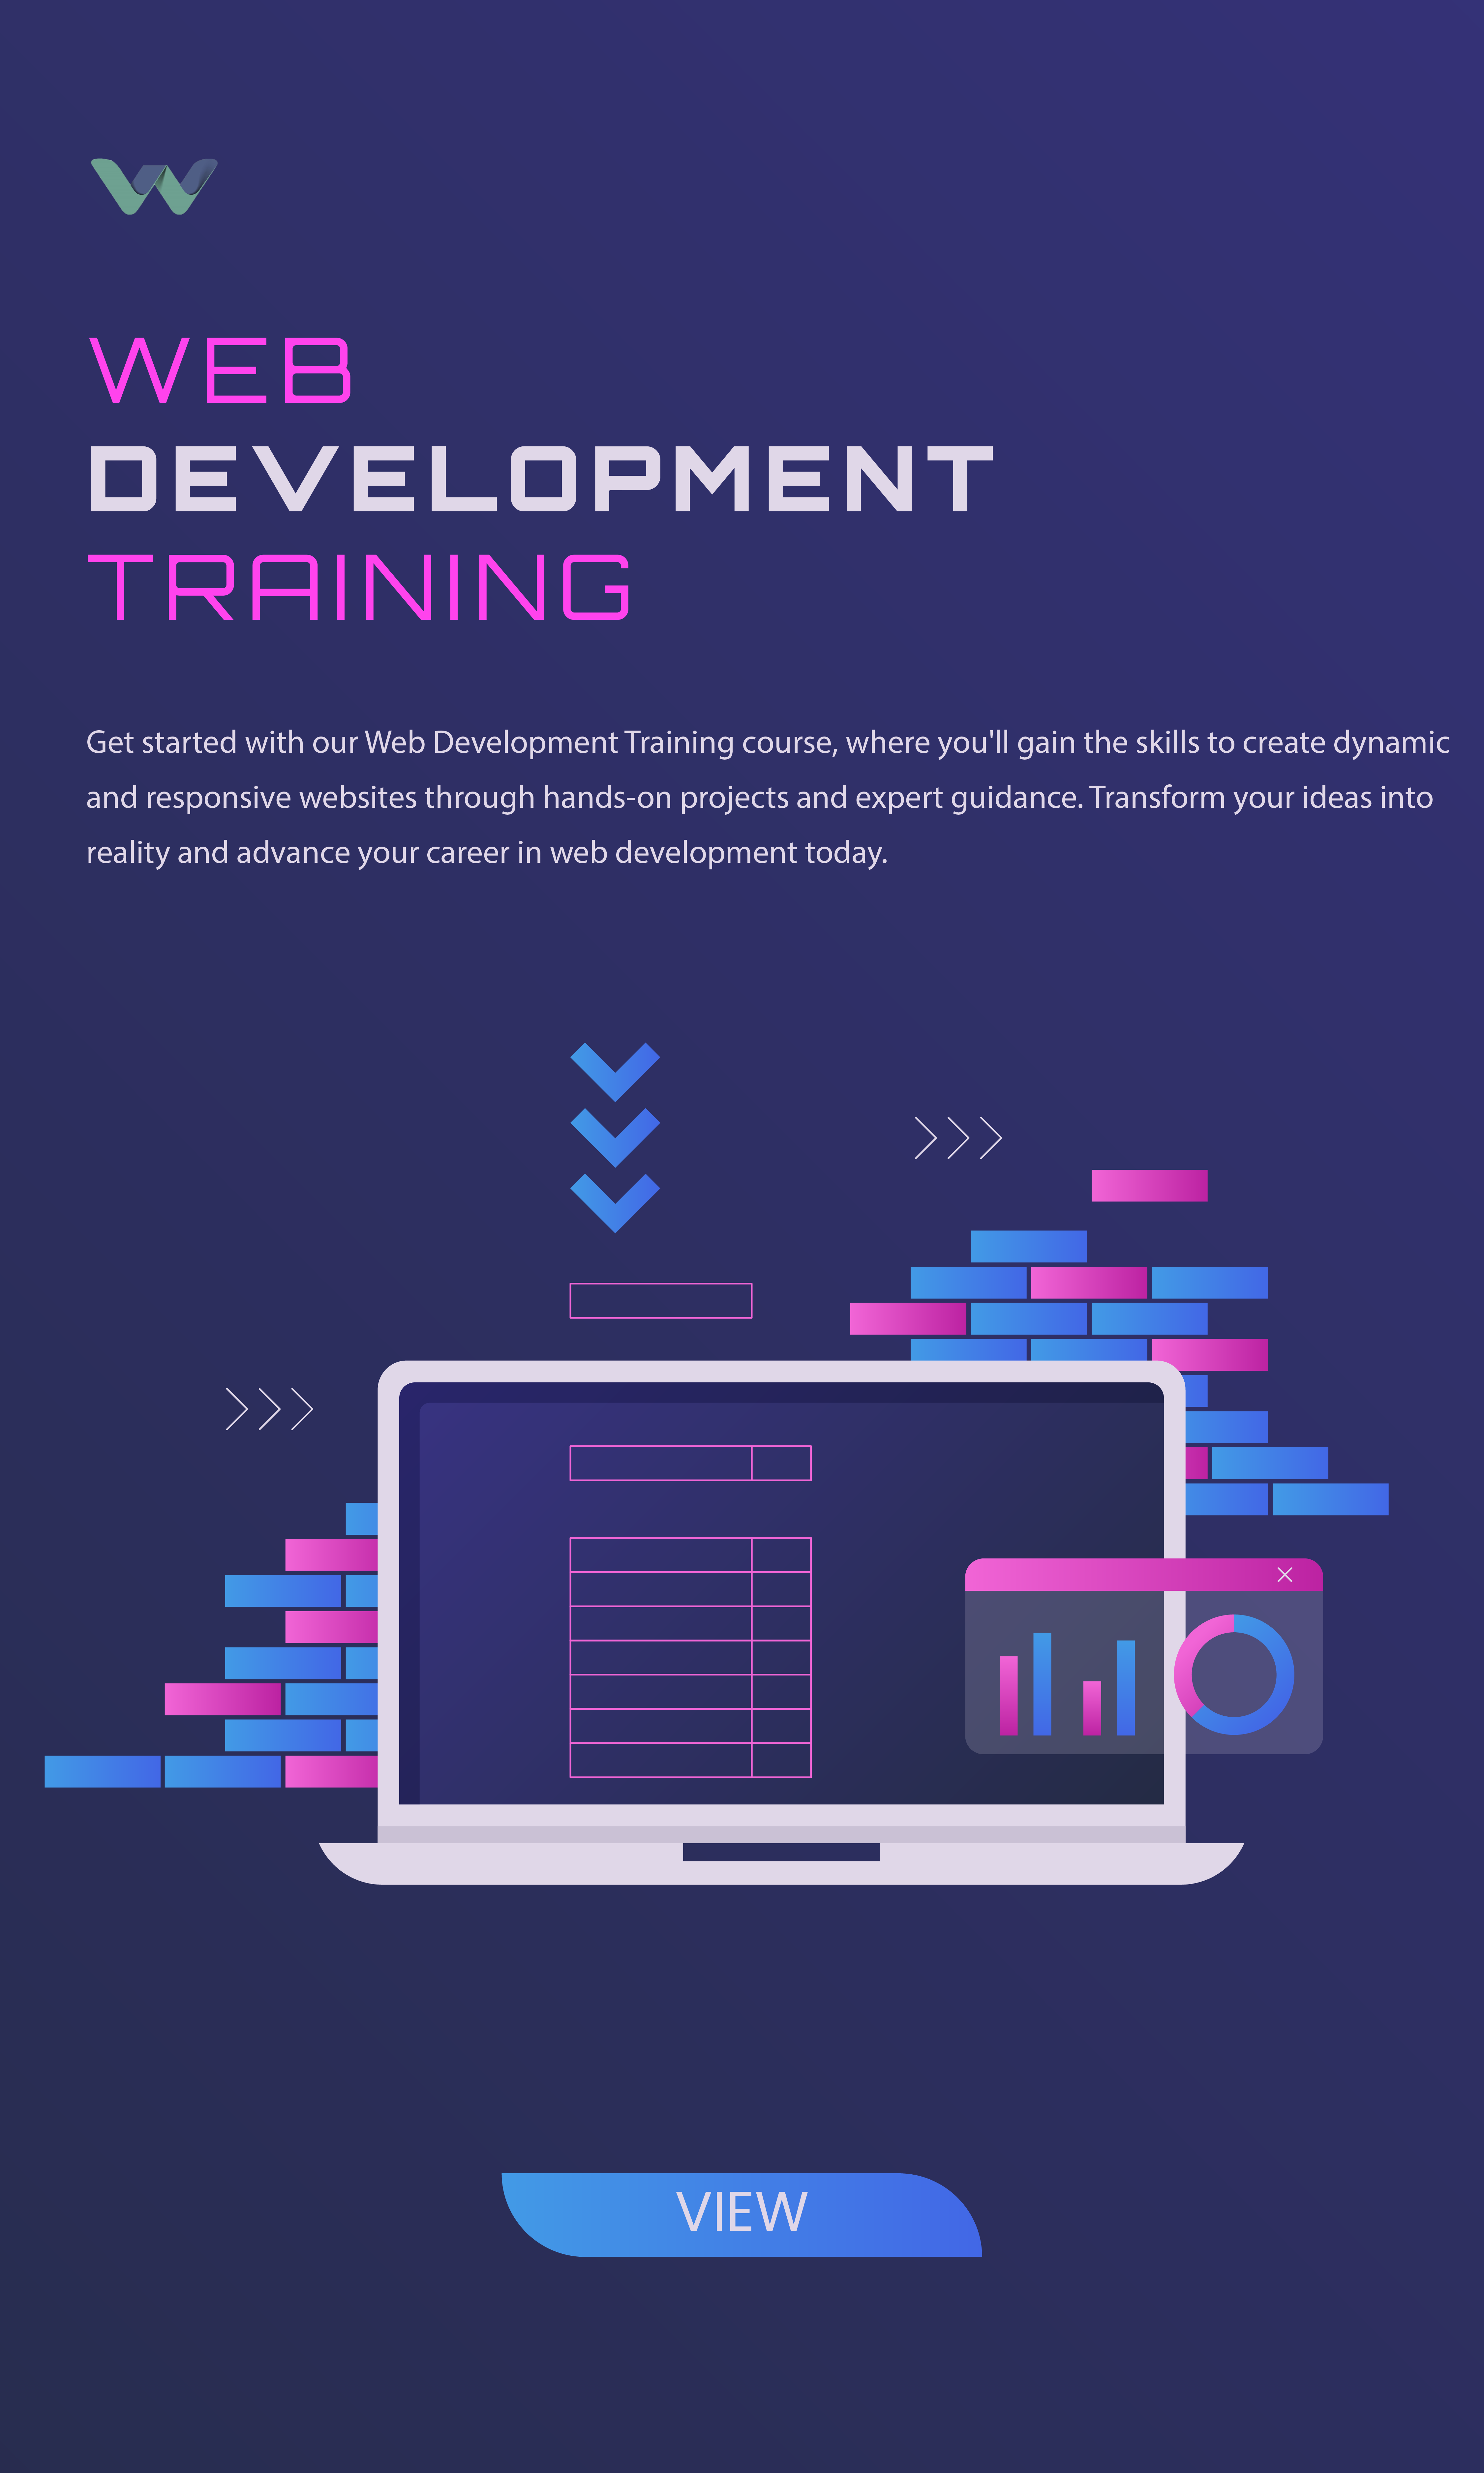 WEB
DEVELOPMENT
TRAINING
Get started with our Web Development Training course, where you'll gain the skills to create dynamic
and responsive websites through hands-on projects and expert guidance. Transform your ideas into
reality and advance your career in web development today.
VIEW